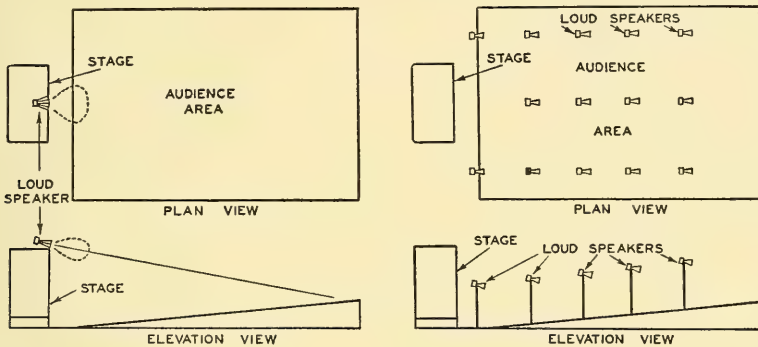 STAGE
AUDIENCE
AREA
LOUD
SPEAKER
PLAN VIEW
STAGE
ELEVATION VIEW
LOUD SPEAKERS
STAGE
AUDIENCE
AREA
PLAN VIEW
STAGE
LOUD SPEAKERS
ELEVATION VIEW